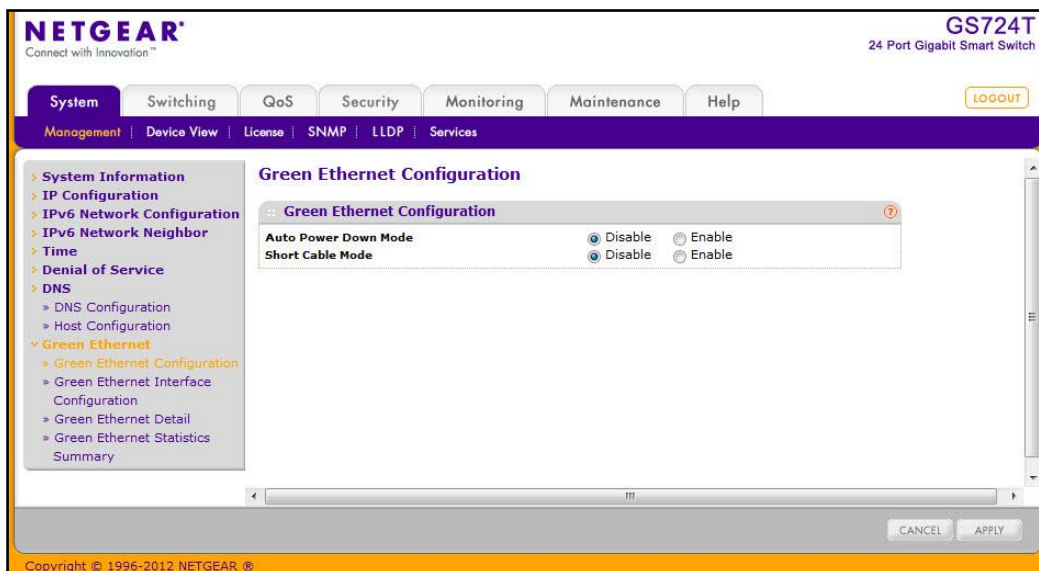 NETGEAR®
Connect with Innovation™
GS724T
24 Port Gigabit Smart Switch
System Switching QoS Security Monitoring Maintenance Help
LOGOUT
Management Device View License SNMP LLDP Services
System Information
IP Configuration
IPv6 Network Configuration
IPv6 Network Neighbor
Time
Denial of Service
DNS
» DNS Configuration
» Host Configuration
Green Ethernet
» Green Ethernet Configuration
» Green Ethernet Interface
Configuration
» Green Ethernet Detail
» Green Ethernet Statistics
Summary
Green Ethernet Configuration
Green Ethernet Configuration ?
Auto Power Down Mode Disable Enable
Short Cable Mode Disable Enable
CANCEL APPLY
Copyright © 1996-2012 NETGEAR ®